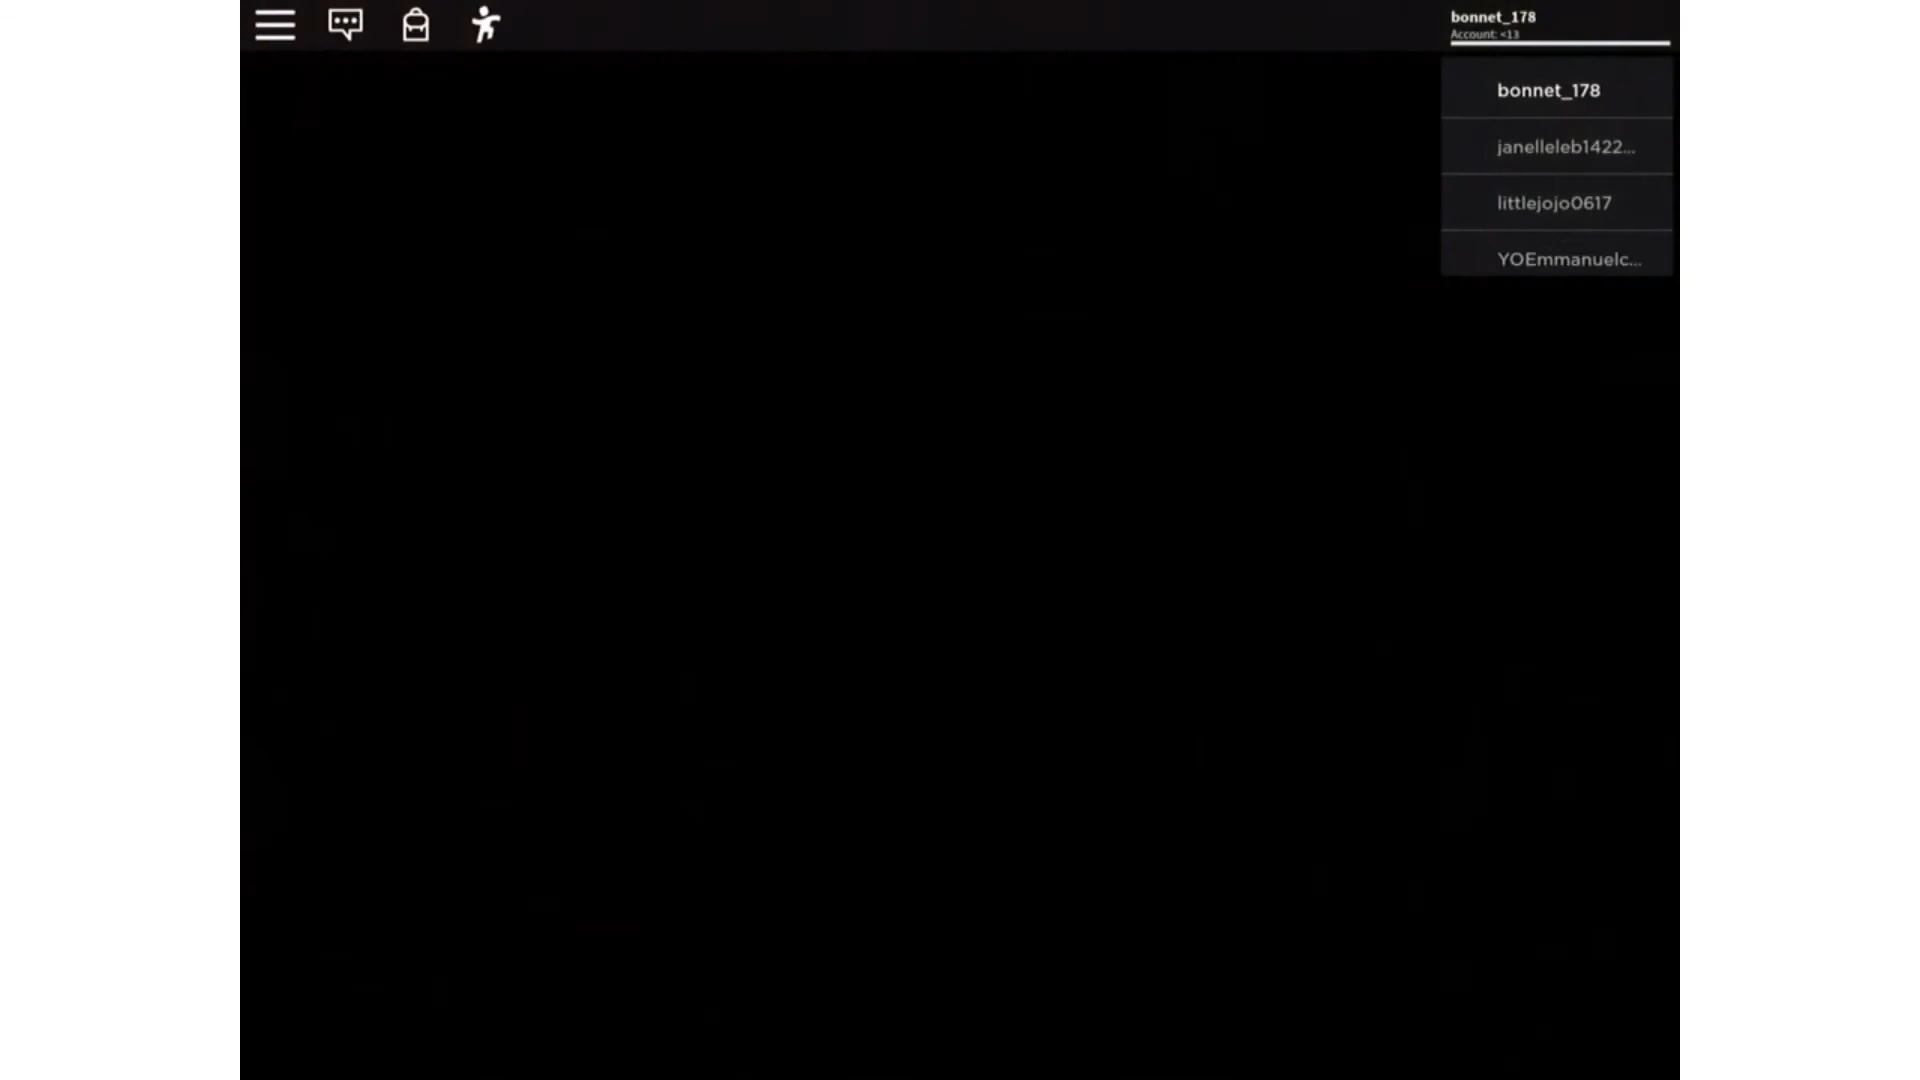 bonnet_178
Account: <13
bonnet_178
janelleleb1422...
littlejojo0617
YOEmmanuelc...